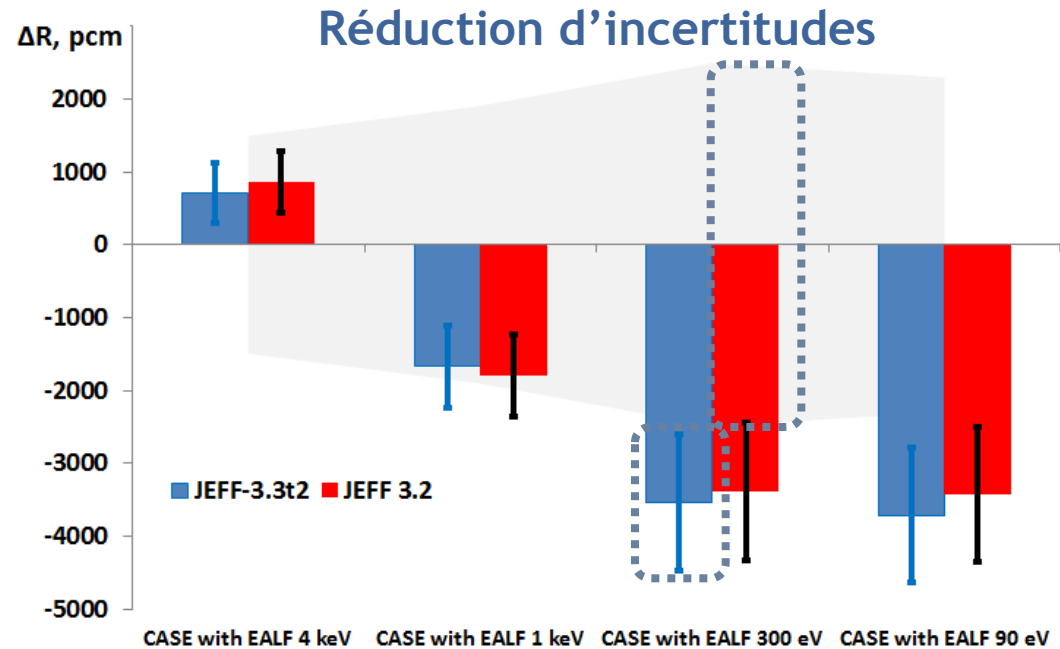 Réduction d’incertitudes
ΔR, pcm
2000
1000
0
-1000
-2000
-3000
-4000
-5000
JEFF-3.3t2 JEFF 3.2
CASE with EALF 4 keV CASE with EALF 1 keV CASE with EALF 300 eV CASE with EALF 90 eV